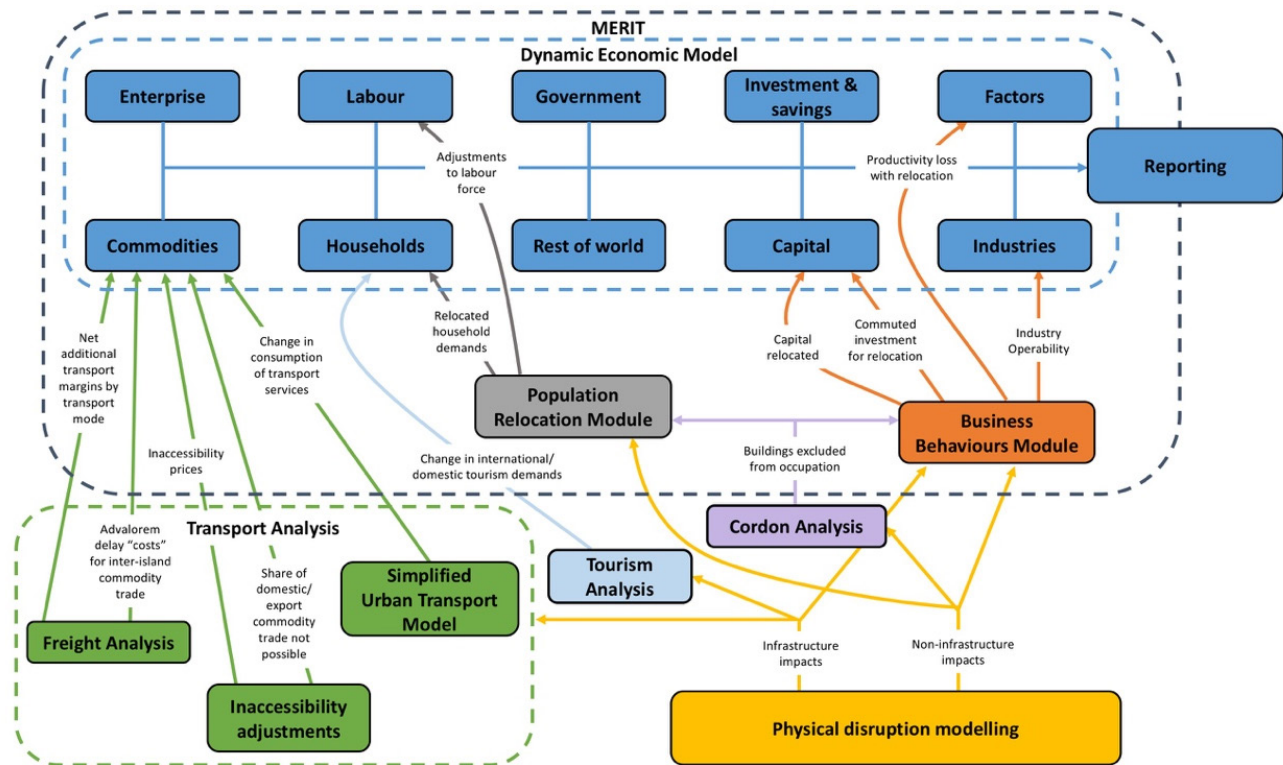 MERIT
Dynamic Economic Model
Enterprise
Labour
Government
Investment &
savings
Factors
Adjustments
to labour
force
Productivity loss
with relocation
Reporting
Commodities
Households
Rest of world
Capital
Industries
Net
additional
transport
margins by
transport
mode
Change in
consumption
of transport
services
Relocated
household
demands
Capital
relocated
Commuted
investment
for relocation
Industry
Operability
Population
Relocation Module
Business
Behaviours Module
Inaccessibility
prices
Change in international/
domestic tourism demands
Buildings excluded
from occupation
Transport Analysis
Cordon Analysis
Advalorem
delay “costs”
for inter-island
commodity
trade
Share of
domestic/
export
commodity
trade not
possible
Simplified
Urban Transport
Model
Tourism
Analysis
Freight Analysis
Infrastructure
impacts
Non-infrastructure
impacts
Inaccessibility
adjustments
Physical disruption modelling